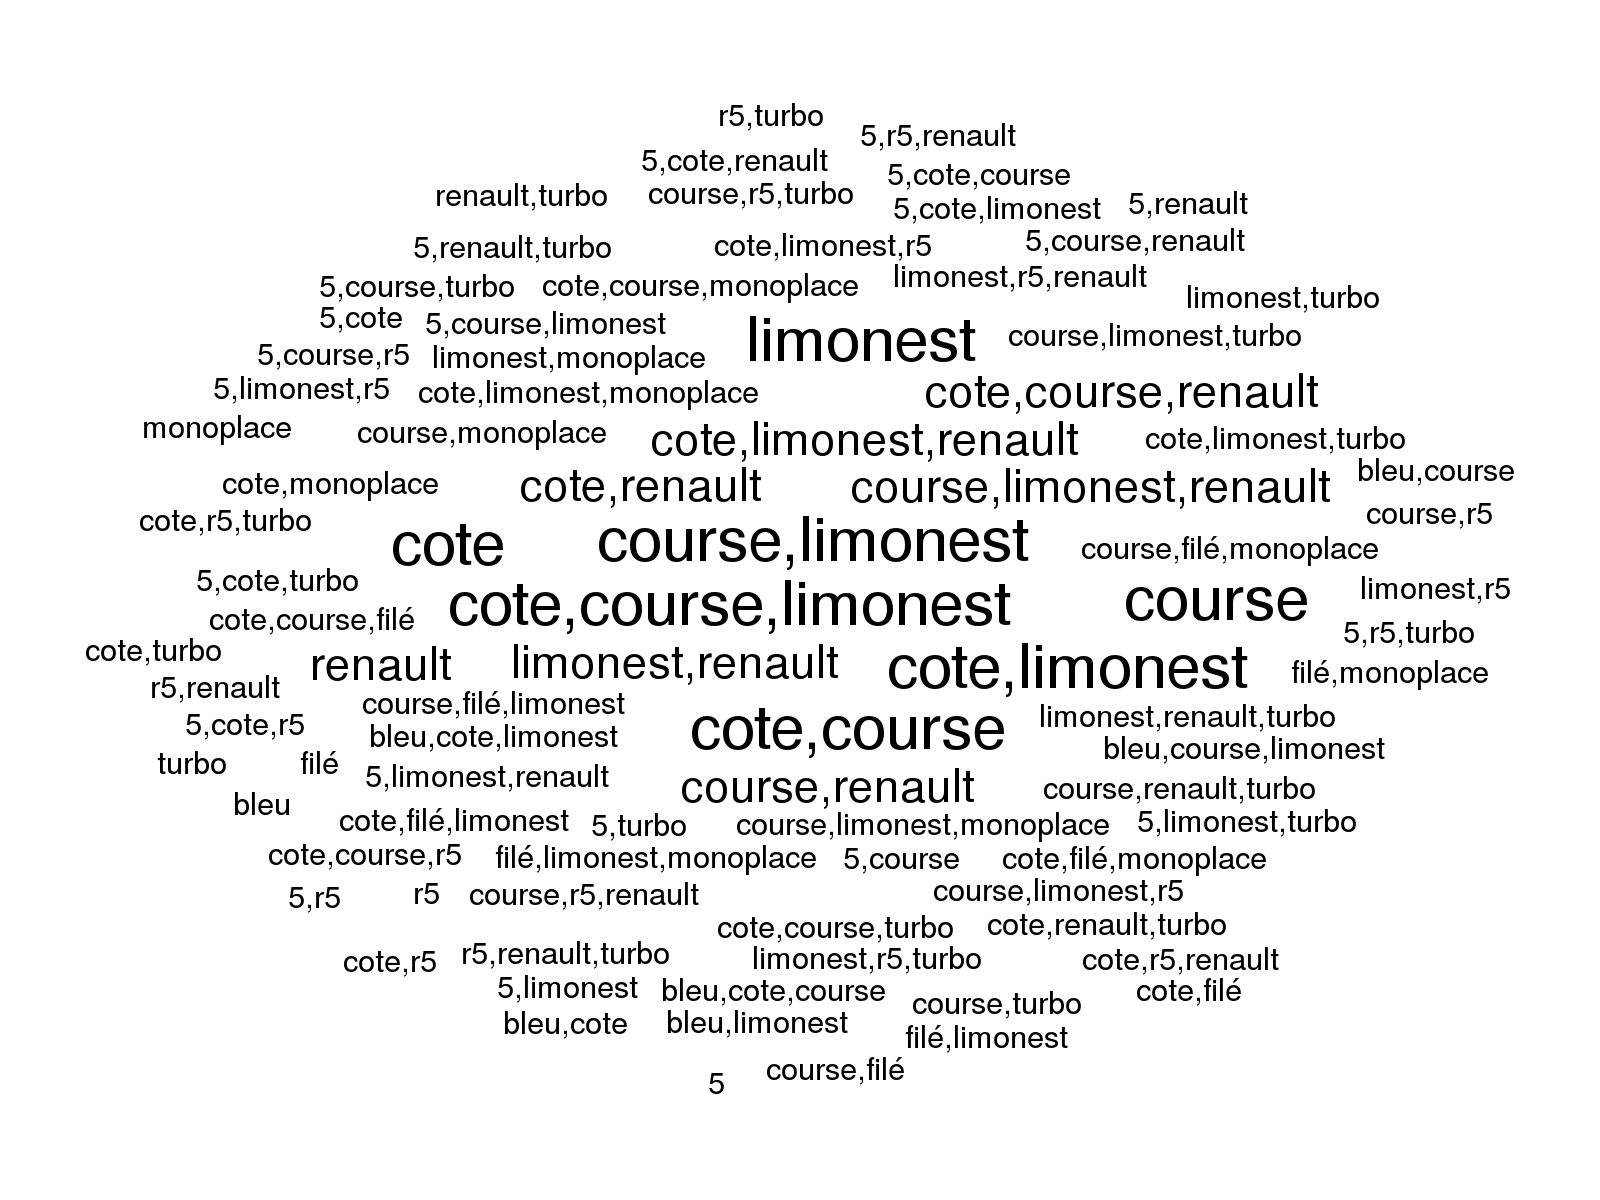 r5,turbo
5,r5,renault
5,cote,renault
5,cote,course
renault,turbo
course,r5,turbo
5,cote,limonest
5,renault
5,renault,turbo
cote,limonest,r5
5,course,renault
5,course,turbo
cote,course,monoplace
limonest,r5,renault
limonest,turbo
5,cote
5,course,limonest
limonest
course,limonest,turbo
5,course,r5
limonest,monoplace
5,limonest,r5
cote,limonest,monoplace
cote,course,renault
monoplace
course,monoplace
cote,limonest,renault
cote,limonest,turbo
bleu,course
cote,monoplace
cote,renault
course,limonest,renault
cote,r5,turbo
course,r5
cote
course,limonest
course,filé,monoplace
5,cote,turbo
limonest,r5
cote,course,filé
cote,course,limonest
course
5,r5,turbo
cote,turbo
renault
limonest,renault
cote,limonest
filé,monoplace
r5,renault
course,filé,limonest
5,cote,r5
bleu,cote,limonest
cote,course
limonest,renault,turbo
bleu,course,limonest
turbo
filé
5,limonest,renault
course,renault
course,renault,turbo
bleu
cote,filé,limonest
5,turbo
course,limonest,monoplace
5,limonest,turbo
cote,course,r5
filé,limonest,monoplace
5,course
cote,filé,monoplace
5,r5
r5
course,r5,renault
course,limonest,r5
cote,course,turbo
cote,renault,turbo
cote,r5
r5,renault,turbo
limonest,r5,turbo
cote,r5,renault
5,limonest
bleu,cote,course
course,turbo
cote,filé
bleu,cote
bleu,limonest
filé,limonest
5
course,filé